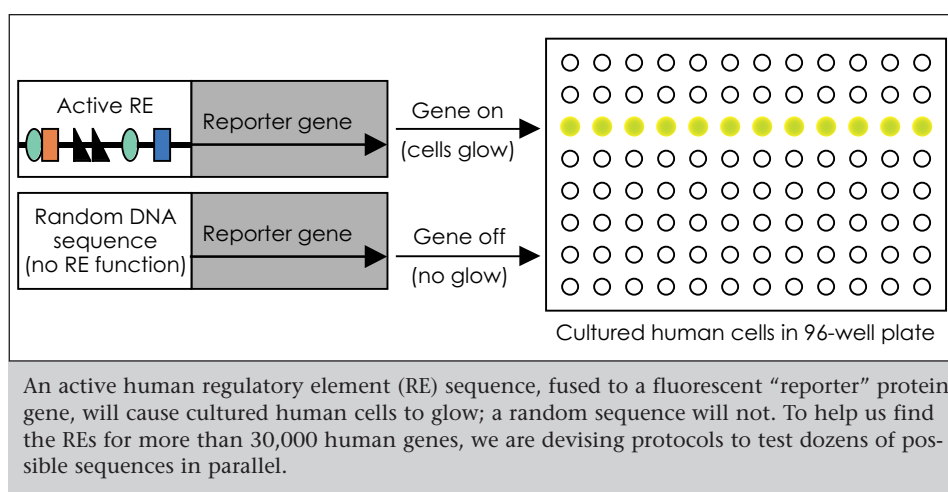 Active RE
Reporter gene
Gene on
(cells glow)
Random DNA
sequence
(no RE function)
Reporter gene
Gene off
(no glow)
Cultured human cells in 96-well plate
An active human regulatory element (RE) sequence, fused to a fluorescent “reporter” protein
gene, will cause cultured human cells to glow; a random sequence will not. To help us find
the REs for more than 30,000 human genes, we are devising protocols to test dozens of pos-
sible sequences in parallel.